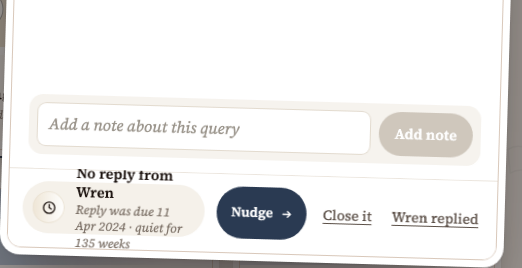 Add a note about this query
Add note
No reply from
Wren
Reply was due 11
Apr 2024 · quiet for
135 weeks
Nudge →
Close it
Wren replied